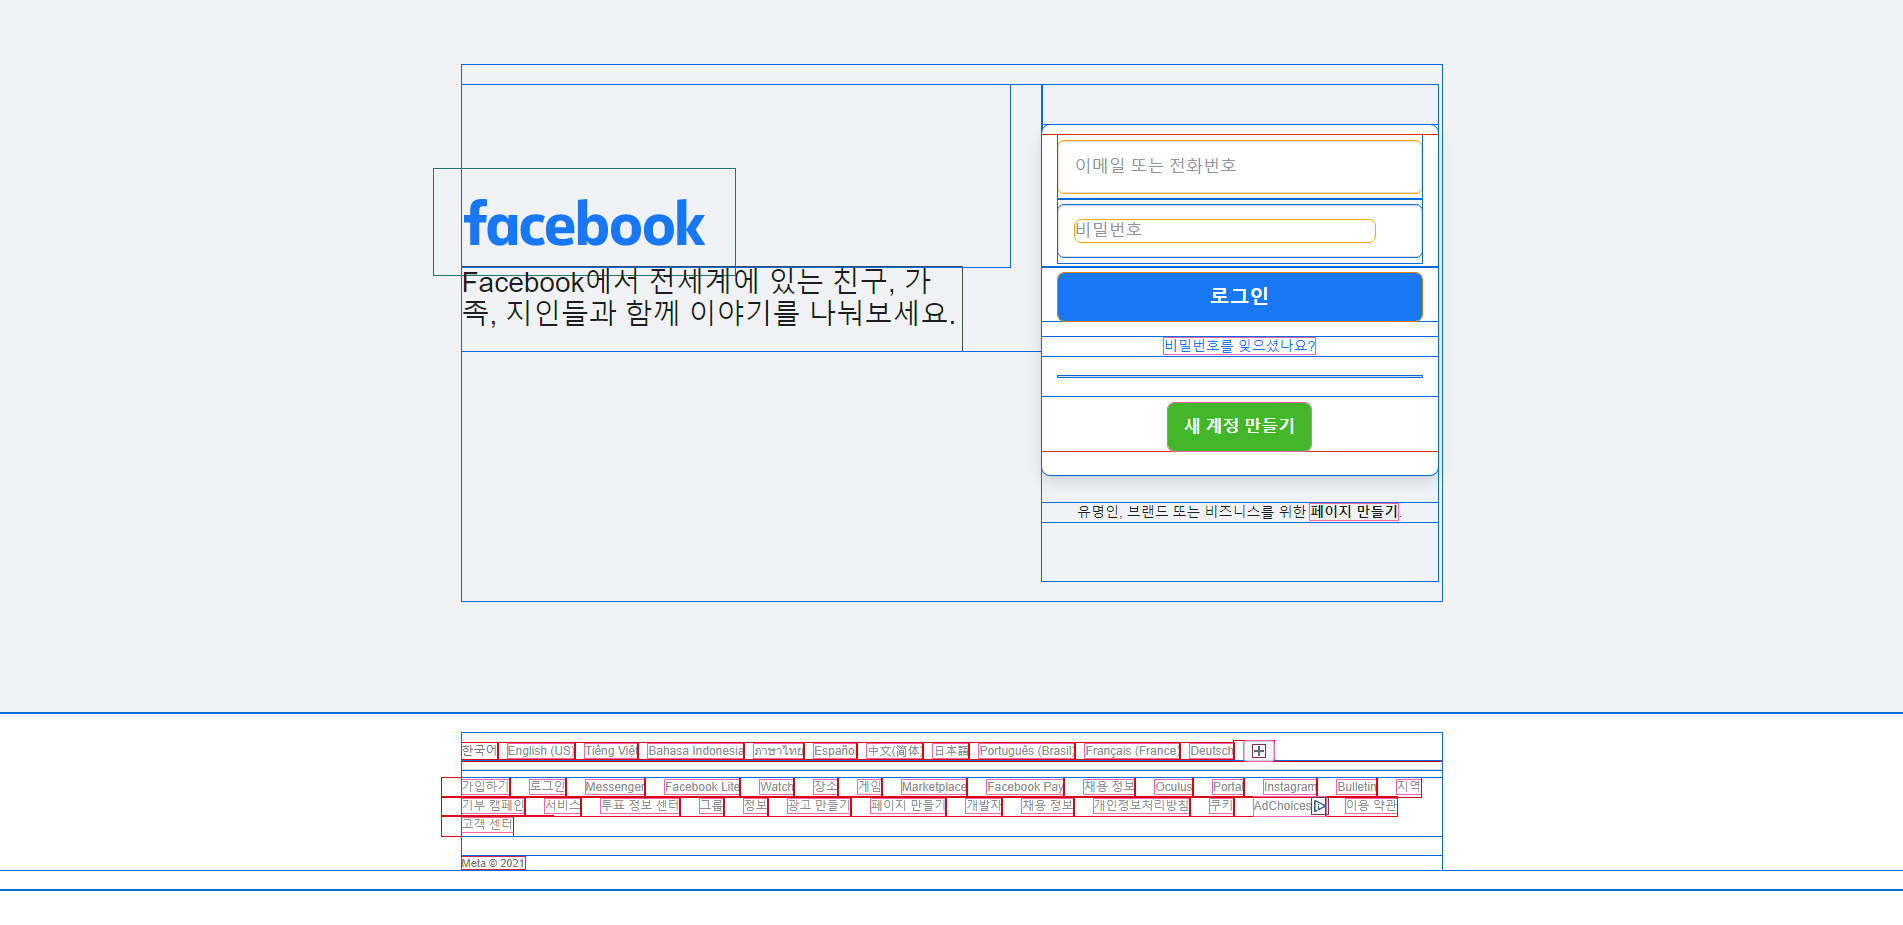 facebook
Facebook에서 전세계에 있는 친구, 가
족, 지인들과 함께 이야기를 나눠보세요.
이메일 또는 전화번호
비밀번호
로그인
비밀번호를 잊으셨나요?
새 계정 만들기
유명인, 브랜드 또는 비즈니스를 위한 페이지 만들기.
한국어 English (US) Tiếng Việt Bahasa Indonesia ภาษาไทย Español 中文(简体) 日本語 Português (Brasil) Français (France) Deutsch
가입하기 로그인 Messenger Facebook Lite Watch 장소 게임 Marketplace Facebook Pay 채용 정보 Oculus Portal Instagram Bulletin 지역
기부 캠페인 서비스 투표 정보 센터 그룹 정보 광고 만들기 페이지 만들기 개발자 채용 정보 개인정보처리방침 쿠키 AdChoices 이용 약관
고객 센터
Meta © 2021